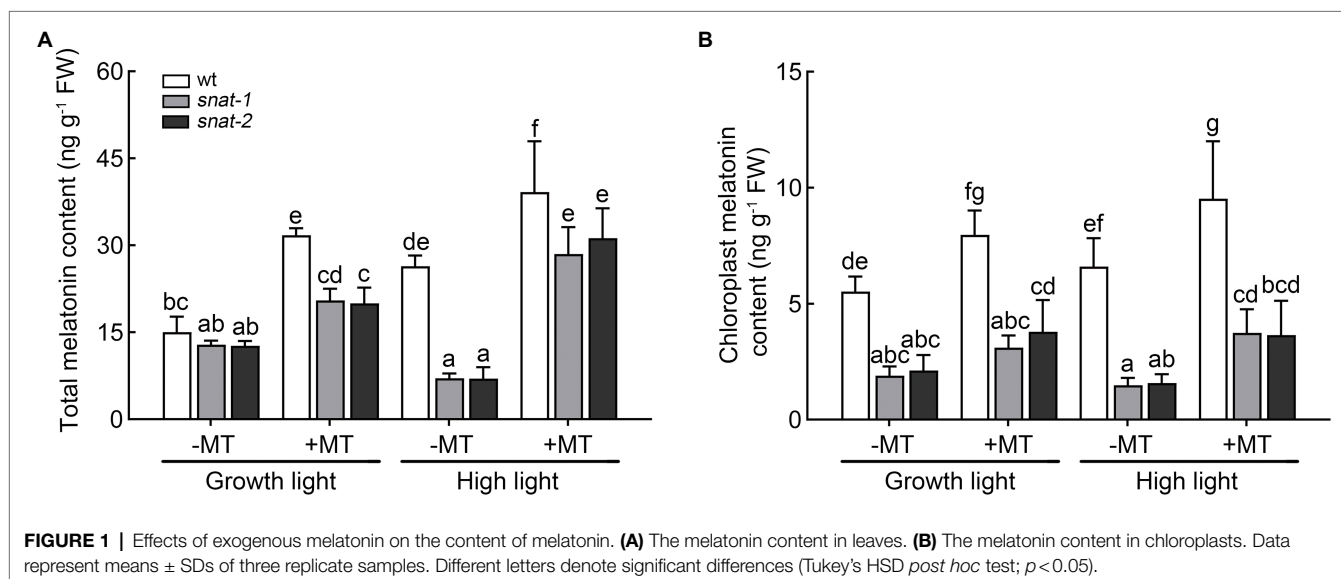 A
Total melatonin content (ng g⁻¹ FW)
60
45
30
15
0
wt
snat-1
snat-2
bc
ab
ab
e
cd
c
de
a
a
f
e
e
-MT
+MT
-MT
+MT
Growth light
High light
B
Chloroplast melatonin
content (ng g⁻¹ FW)
15
10
5
0
de
abc
abc
fg
abc
cd
ef
a
ab
g
cd
bcd
-MT
+MT
-MT
+MT
Growth light
High light
FIGURE 1 | Effects of exogenous melatonin on the content of melatonin. (A) The melatonin content in leaves. (B) The melatonin content in chloroplasts. Data
represent means ± SDs of three replicate samples. Different letters denote significant differences (Tukey's HSD post hoc test; p<0.05).